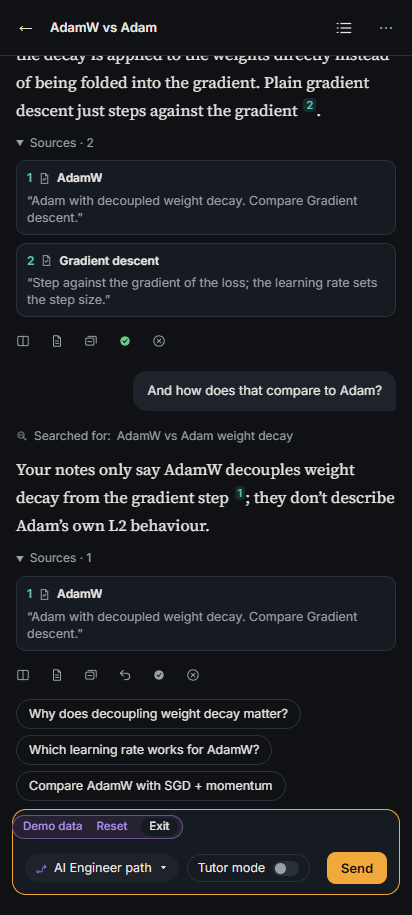 ← AdamW vs Adam ...
the decay is applied to the weights directly instead
of being folded into the gradient. Plain gradient
descent just steps against the gradient 2.
▼ Sources · 2
1 AdamW
“Adam with decoupled weight decay. Compare Gradient
descent.”
2 Gradient descent
“Step against the gradient of the loss; the learning rate sets
the step size.”
And how does that compare to Adam?
Searched for: AdamW vs Adam weight decay
Your notes only say AdamW decouples weight
decay from the gradient step 1; they don’t describe
Adam’s own L2 behaviour.
▼ Sources · 1
1 AdamW
“Adam with decoupled weight decay. Compare Gradient
descent.”
Why does decoupling weight decay matter?
Which learning rate works for AdamW?
Compare AdamW with SGD + momentum
Demo data Reset Exit
AI Engineer path Tutor mode Send